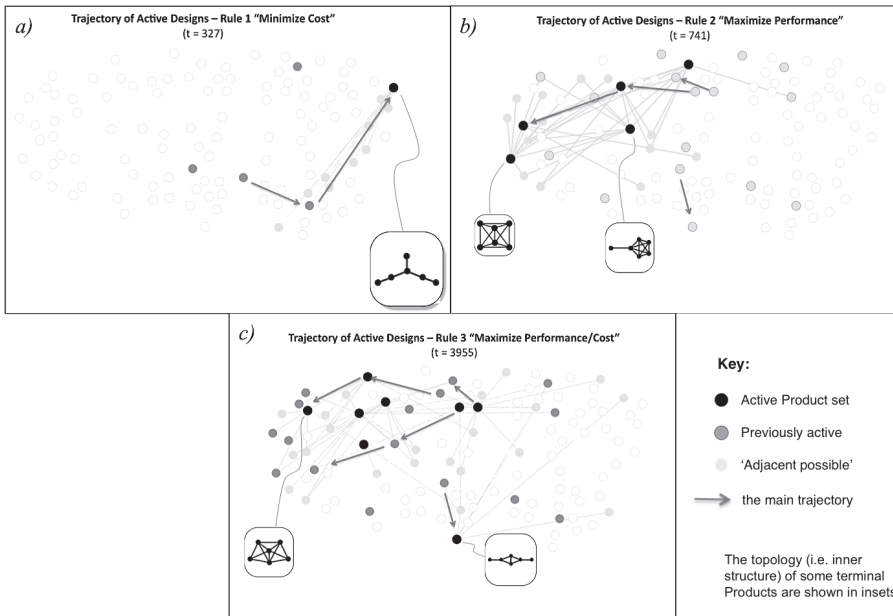 a)
Trajectory of Active Designs – Rule 1 “Minimize Cost”
(t = 327)
b)
Trajectory of Active Designs – Rule 2 “Maximize Performance”
(t = 741)
c)
Trajectory of Active Designs – Rule 3 “Maximize Performance/Cost”
(t = 3955)
Key:
Active Product set
Previously active
‘Adjacent possible’
the main trajectory
The topology (i.e. inner
structure) of some terminal
Products are shown in insets